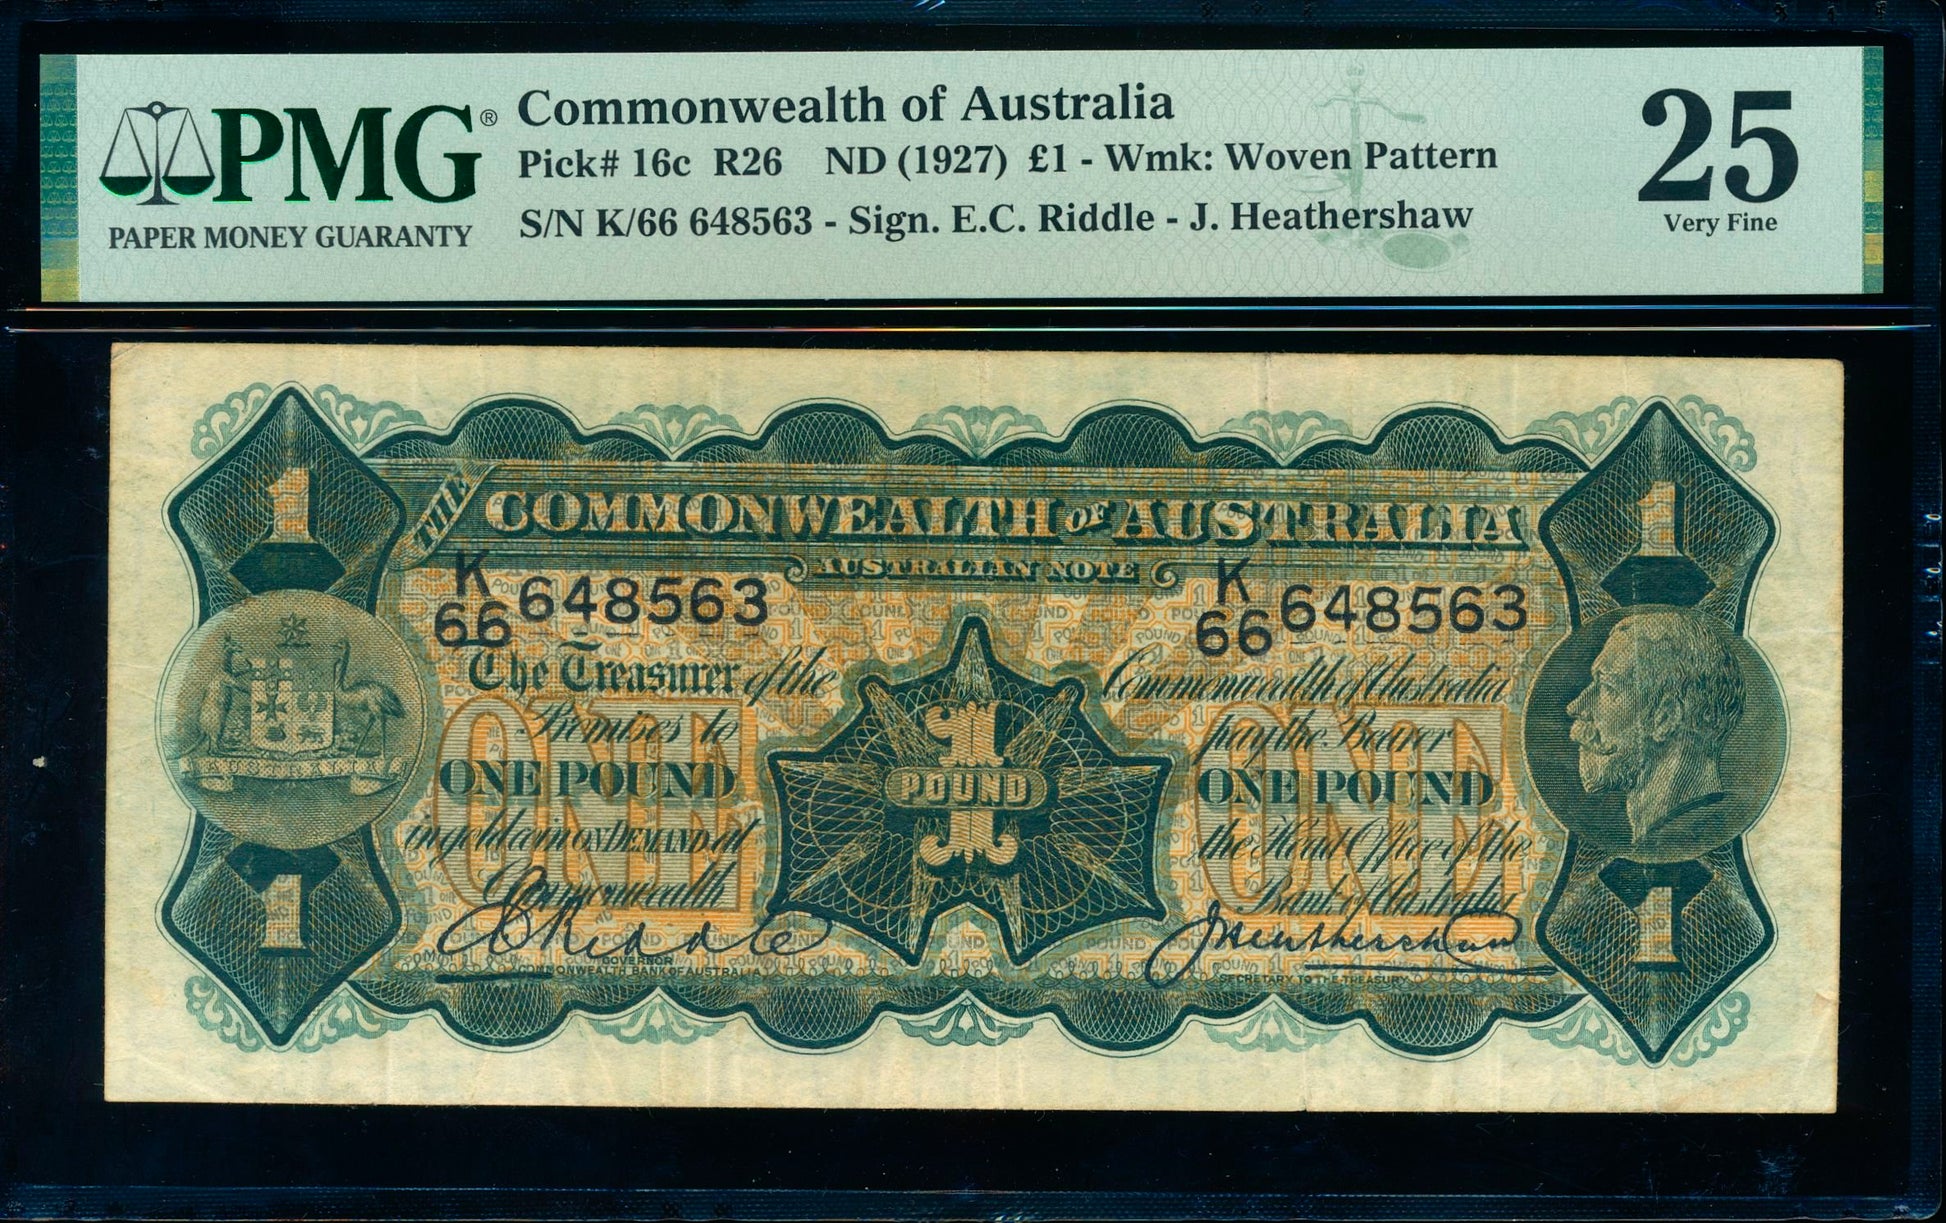 PMG®
PAPER MONEY GUARANTY
Commonwealth of Australia
Pick# 16c R26 ND (1927) £1 - Wmk: Woven Pattern
S/N K/66 648563 - Sign. E.C. Riddle - J. Heathershaw
25
Very Fine
1
1
THE COMMONWEALTH OF AUSTRALIA
AUSTRALIAN NOTE
K/66 648563
K/66 648563
The Treasurer of the Commonwealth of Australia
Promises to pay the Bearer
ONE POUND
ONE POUND
in gold coin ON DEMAND at the Head Office of the
Commonwealth Bank of Australia
ONE
ONE
1
POUND
AUSTRALIA
E C Riddle
GOVERNOR
COMMONWEALTH BANK OF AUSTRALIA
J Heathershaw
SECRETARY TO THE TREASURY
1
1